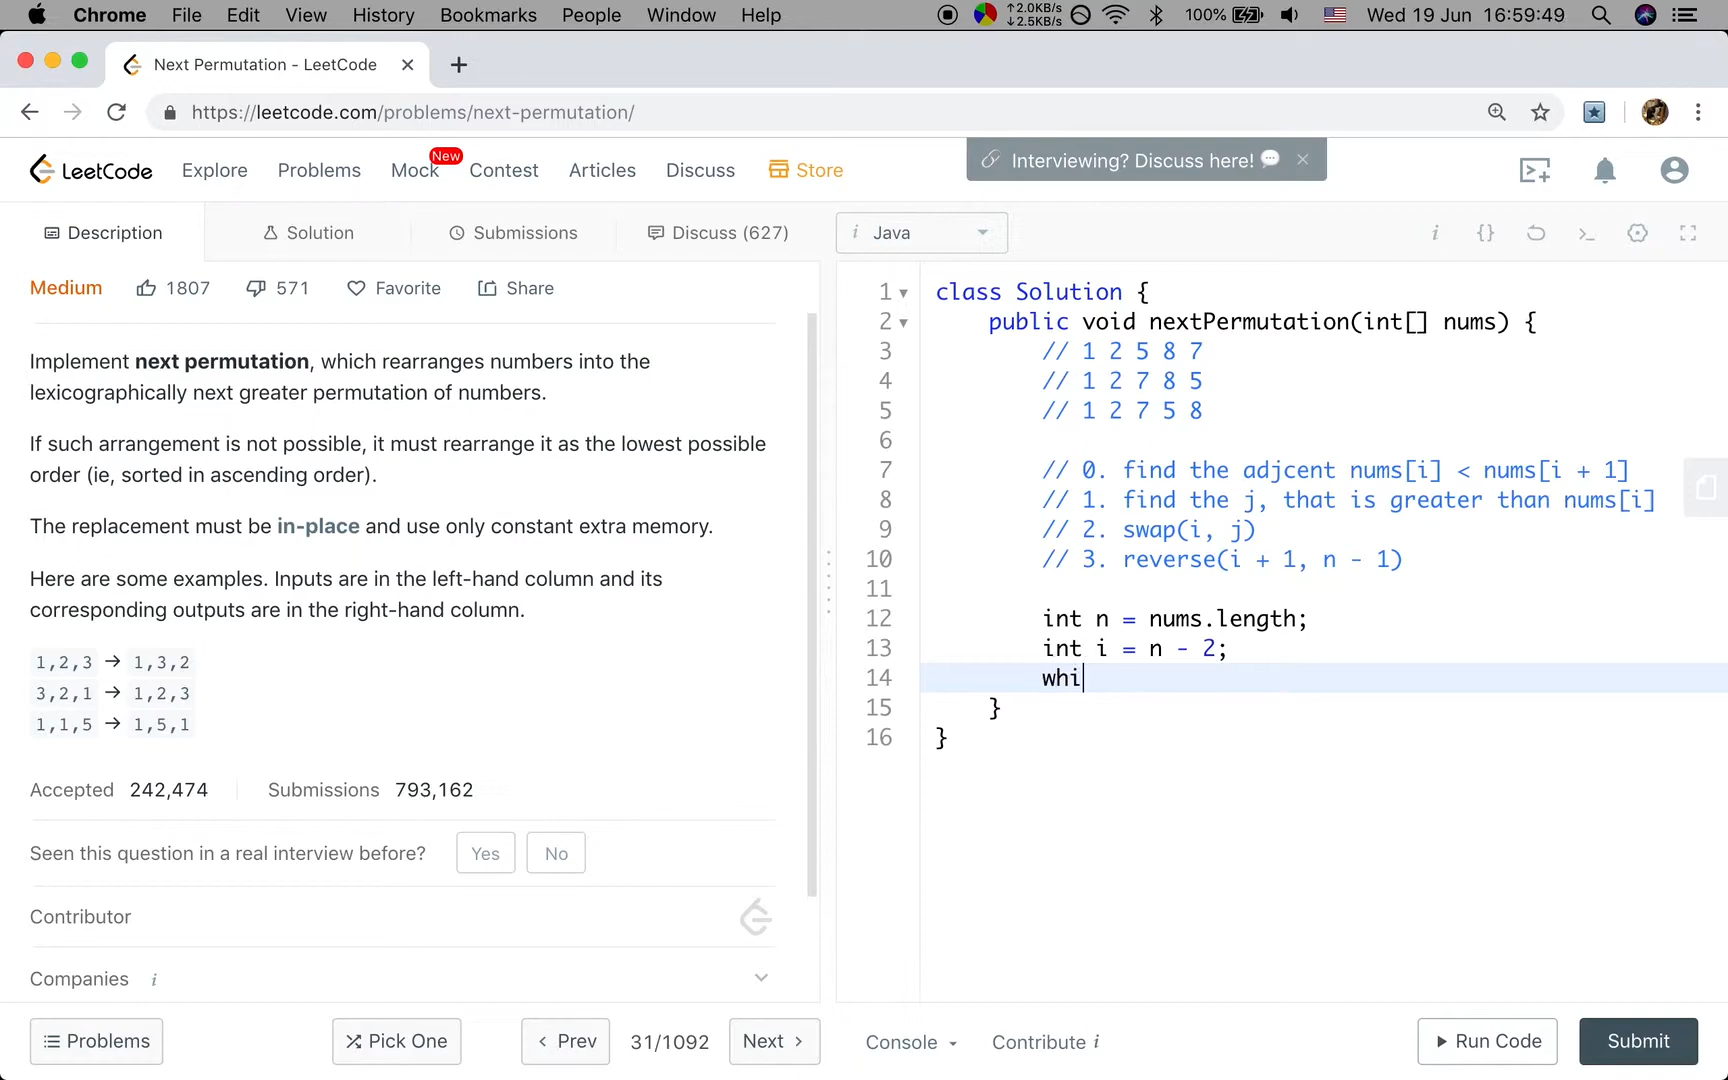 Chrome File Edit View History Bookmarks People Window Help
↑2.0KB/s
↓2.5KB/s
100%
Wed 19 Jun 16:59:49
Next Permutation - LeetCode
https://leetcode.com/problems/next-permutation/
LeetCode Explore Problems Mock New Contest Articles Discuss Store
Interviewing? Discuss here!
Description Solution Submissions Discuss (627)
Medium 1807 571 Favorite Share
Implement next permutation, which rearranges numbers into the
lexicographically next greater permutation of numbers.
If such arrangement is not possible, it must rearrange it as the lowest possible
order (ie, sorted in ascending order).
The replacement must be in-place and use only constant extra memory.
Here are some examples. Inputs are in the left-hand column and its
corresponding outputs are in the right-hand column.
1,2,3 → 1,3,2
3,2,1 → 1,2,3
1,1,5 → 1,5,1
Accepted 242,474 Submissions 793,162
Seen this question in a real interview before? Yes No
Contributor
Companies i
Problems Pick One Prev 31/1092 Next
i Java
i {}
1 class Solution {
2 public void nextPermutation(int[] nums) {
3 // 1 2 5 8 7
4 // 1 2 7 8 5
5 // 1 2 7 5 8
6
7 // 0. find the adjcent nums[i] < nums[i + 1]
8 // 1. find the j, that is greater than nums[i]
9 // 2. swap(i, j)
10 // 3. reverse(i + 1, n - 1)
11
12 int n = nums.length;
13 int i = n - 2;
14 whi
15 }
16 }
Console Contribute i Run Code Submit